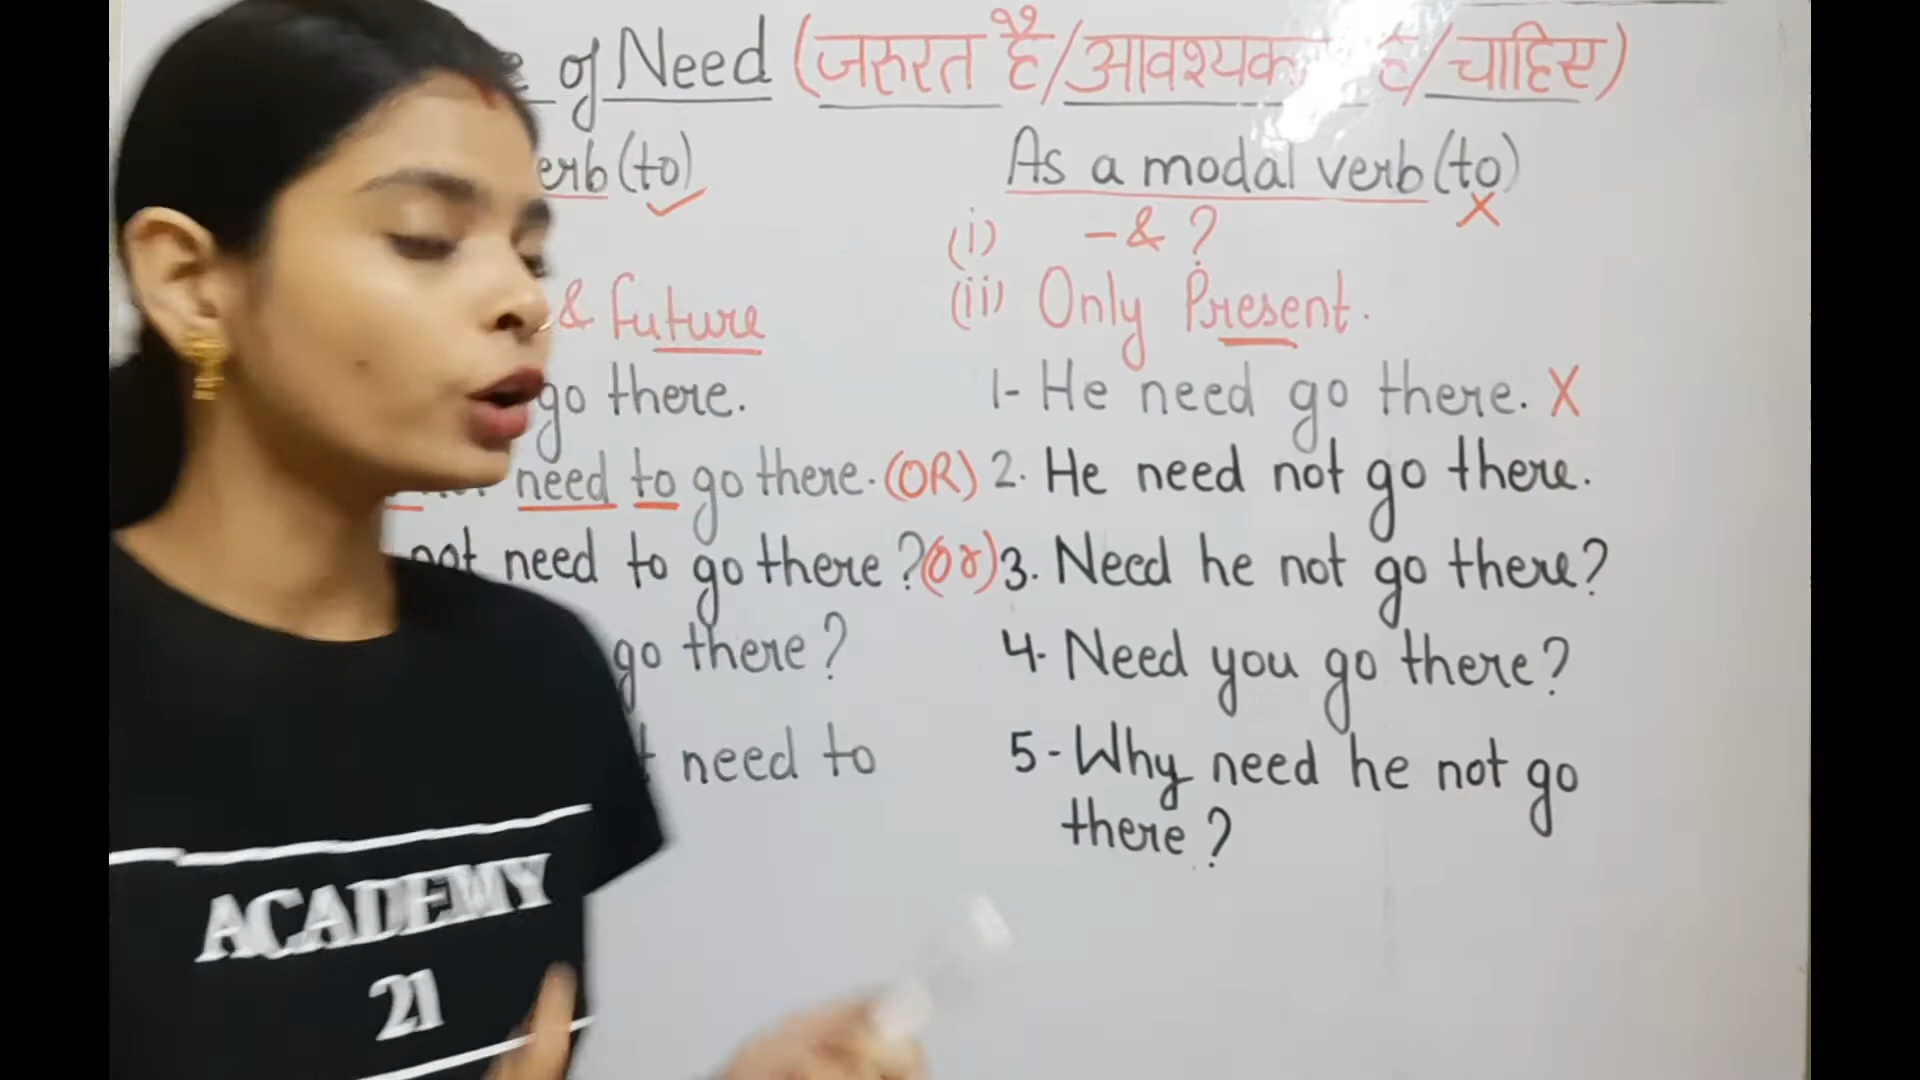 of Need (जरुरत है/आवश्यक है/चाहिए)
(to)
As a modal verb (to)
X
(i) - & ?
& future
(ii) Only Present.
go there.
1- He need go there. X
need to go there. (OR) 2. He need not go there.
not need to go there? (or) 3. Need he not go there?
go there?
4- Need you go there?
need to
5- Why need he not go
there?
ACADEMY
21